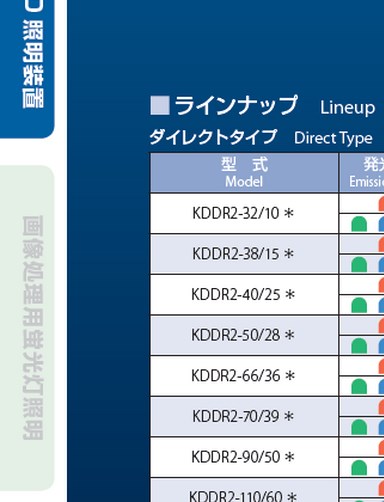 D 照明装置
画像処理用蛍光灯照明
■ ラインナップ Lineup
ダイレクトタイプ Direct Type
型 式 発光
Model Emissi
KDDR2-32/10 ＊
KDDR2-38/15 ＊
KDDR2-40/25 ＊
KDDR2-50/28 ＊
KDDR2-66/36 ＊
KDDR2-70/39 ＊
KDDR2-90/50 ＊
KDDR2-110/60 ＊